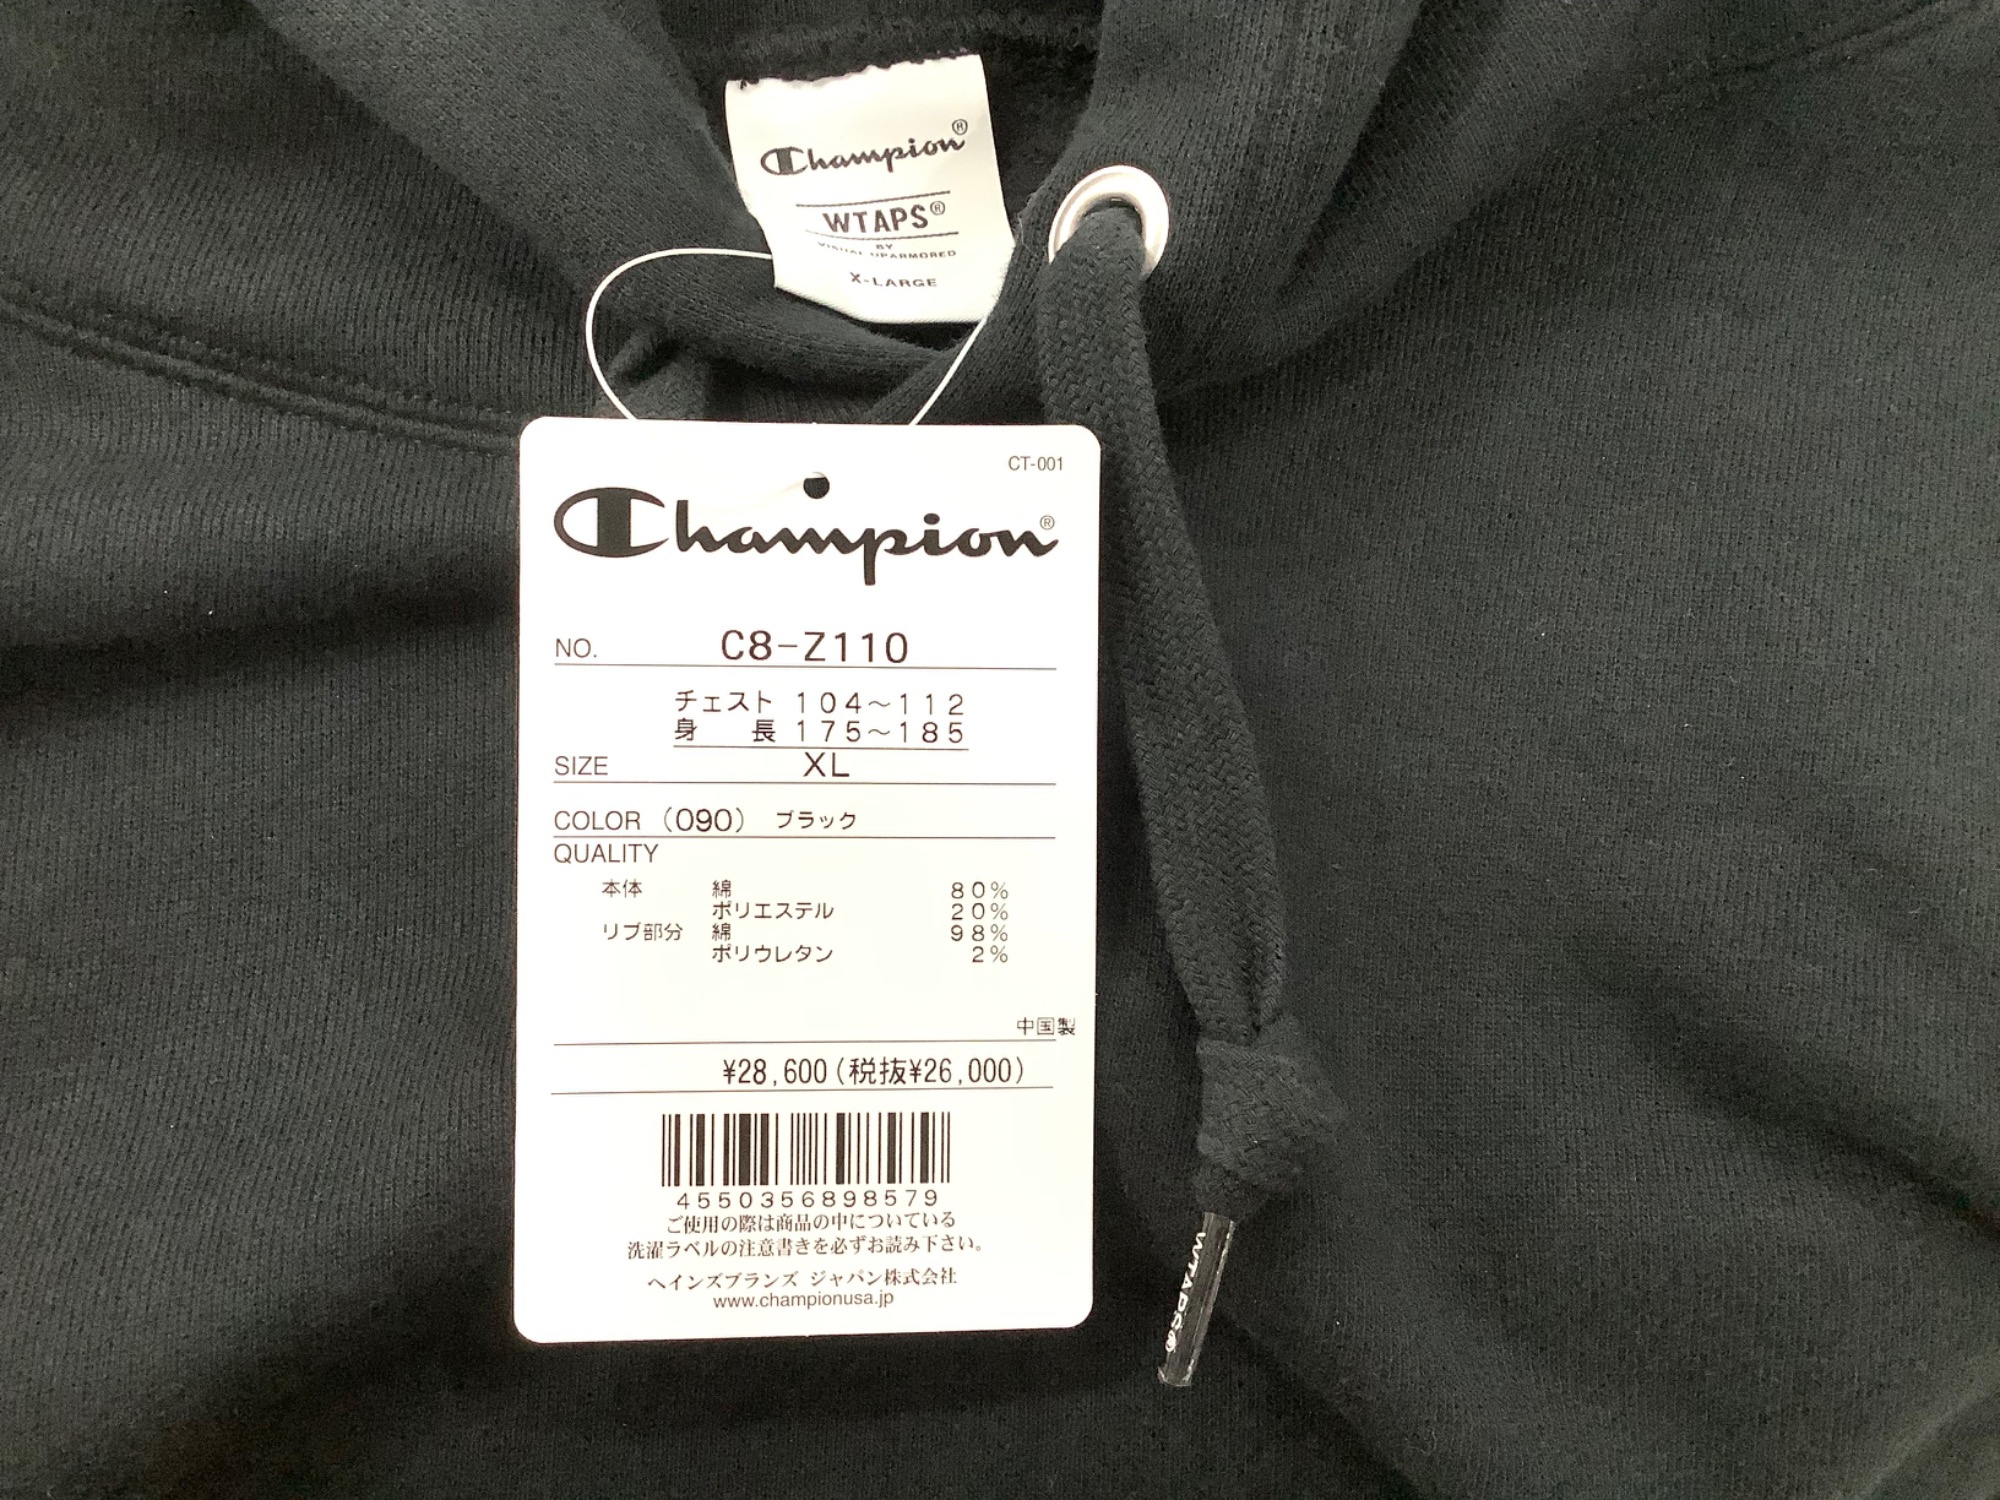 Champion®
WTAPS®
BY
VISUAL UPARMORED
X-LARGE
CT-001
Champion®
NO. C8-Z110
チェスト 104〜112
身長 175〜185
SIZE XL
COLOR (090) ブラック
QUALITY
本体 綿 80%
ポリエステル 20%
リブ部分 綿 98%
ポリウレタン 2%
中国製
¥28,600(税抜¥26,000)
4550356898579
ご使用の際は商品の中についている
洗濯ラベルの注意書きを必ずお読み下さい。
ヘインズブランズ ジャパン株式会社
www.championusa.jp
WTAPS®